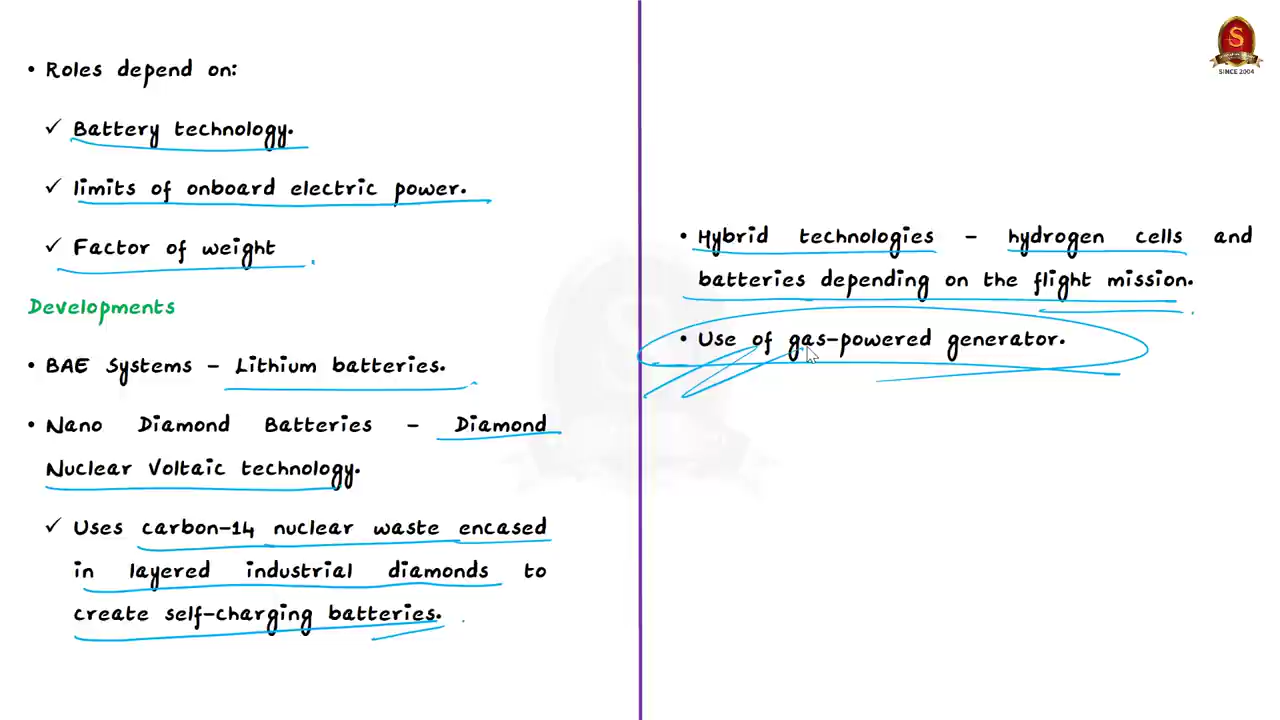 • Roles depend on:
✓ Battery technology.
✓ limits of onboard electric power.
✓ Factor of weight
Developments
• BAE Systems - Lithium batteries.
• Nano Diamond Batteries - Diamond
Nuclear Voltaic technology.
✓ Uses carbon-14 nuclear waste encased
in layered industrial diamonds to
create self-charging batteries.
• Hybrid technologies - hydrogen cells and
batteries depending on the flight mission.
• Use of gas-powered generator.
S
SINCE 2004